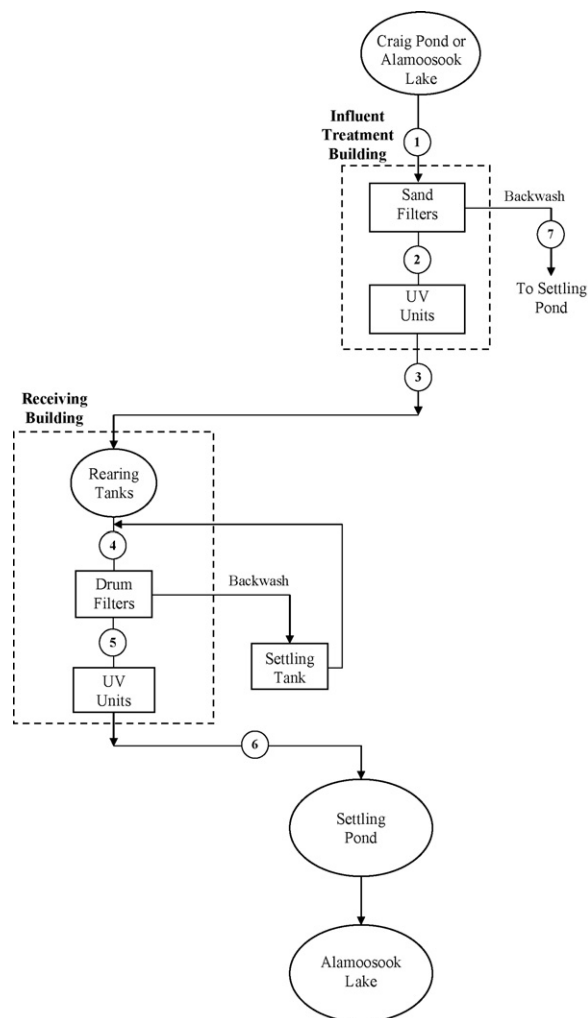 Craig Pond or
Alamoosook
Lake
Influent
Treatment
Building
1
Sand
Filters
Backwash
7
2
To Settling
Pond
UV
Units
3
Receiving
Building
Rearing
Tanks
4
Drum
Filters
Backwash
5
Settling
Tank
UV
Units
6
Settling
Pond
Alamoosook
Lake